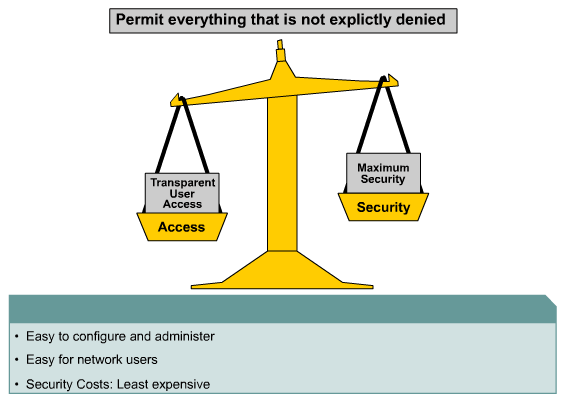 Permit everything that is not explictly denied
Transparent
User
Access
Access
Maximum
Security
Security
• Easy to configure and administer
• Easy for network users
• Security Costs: Least expensive